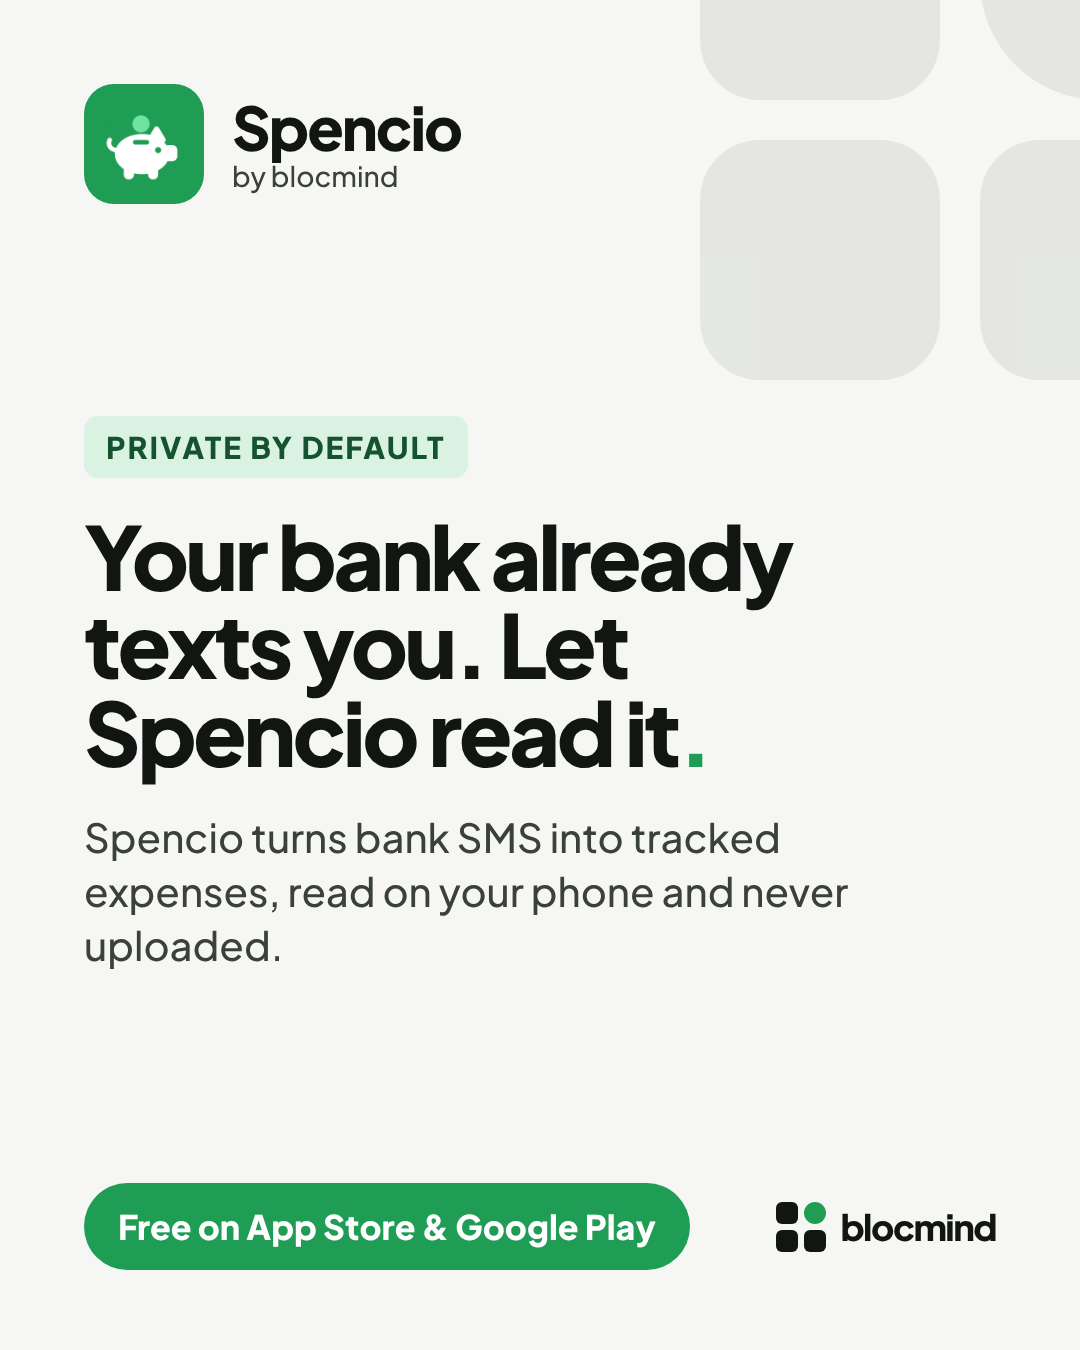 Spencio
by blocmind
PRIVATE BY DEFAULT
Your bank already
texts you. Let
Spencio read it.
Spencio turns bank SMS into tracked
expenses, read on your phone and never
uploaded.
Free on App Store & Google Play
blocmind